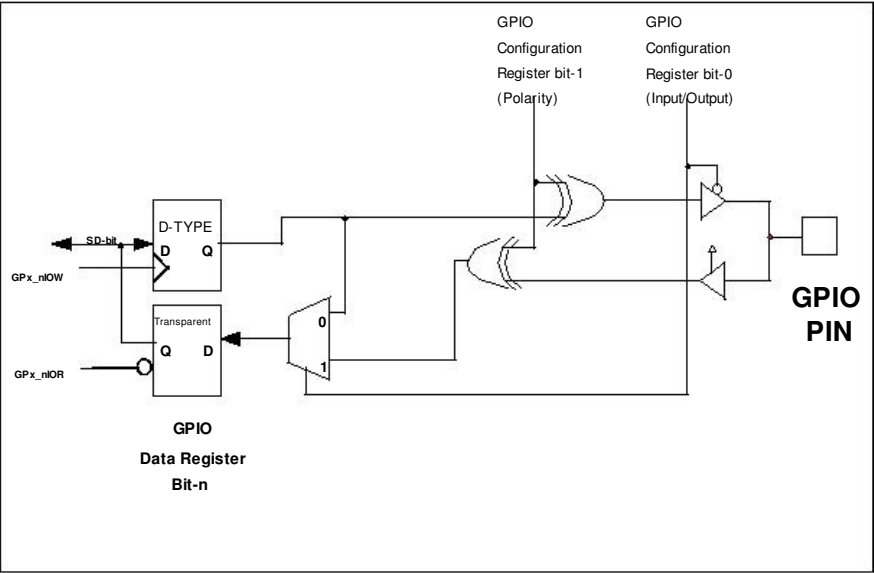 GPIO
Configuration
Register bit-1
(Polarity)
GPIO
Configuration
Register bit-0
(Input/Output)
D-TYPE
SD-bit
D
Q
GPx_nIOW
0
Transparent
Q
D
1
GPx_nIOR
GPIO
PIN
GPIO
Data Register
Bit-n